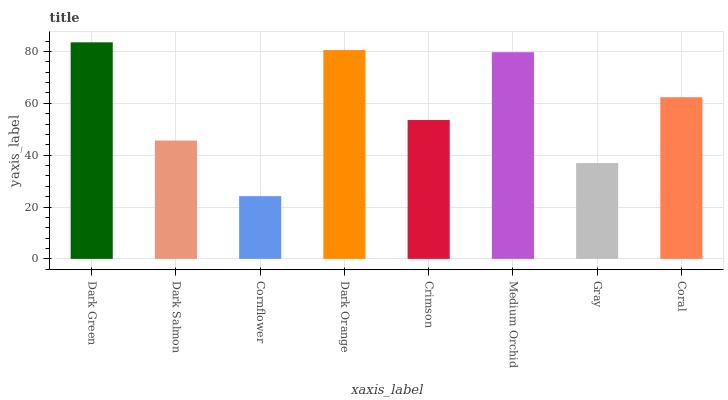 title
yaxis_label
80
60
40
20
0
Dark Green
Dark Salmon
Cornflower
Dark Orange
Crimson
Medium Orchid
Gray
Coral
xaxis_label